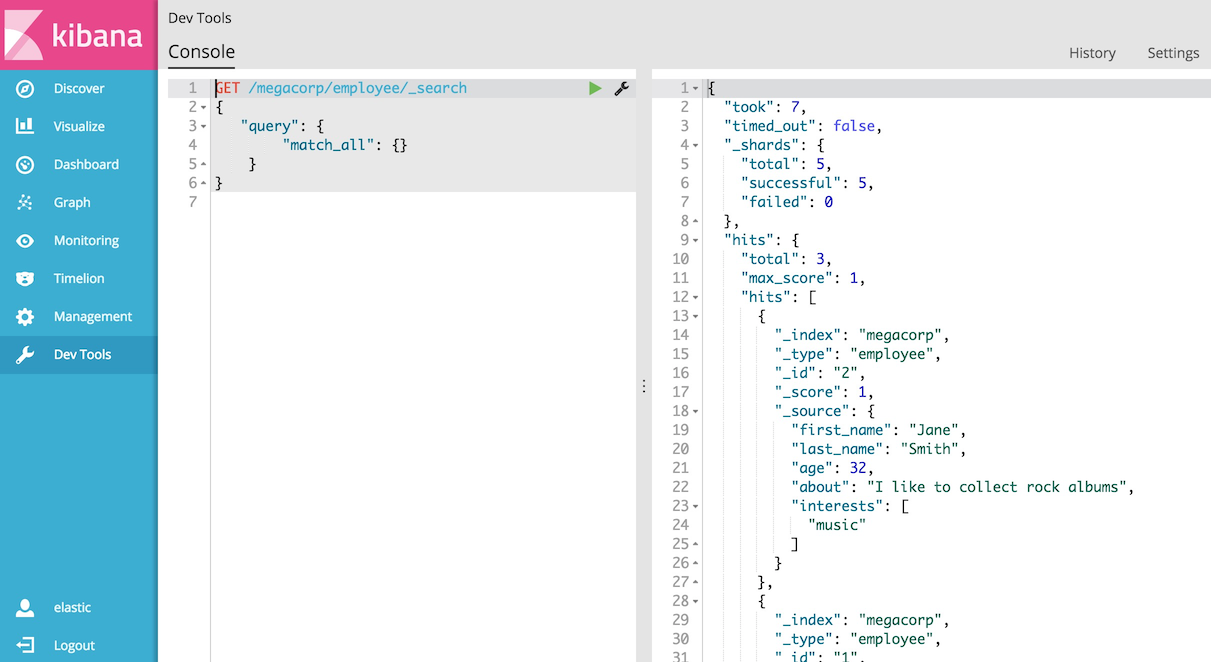 kibana
Discover
Visualize
Dashboard
Graph
Monitoring
Timelion
Management
Dev Tools
elastic
Logout
Dev Tools
Console
History Settings
1 GET /megacorp/employee/_search
2 {
3 "query": {
4 "match_all": {}
5 }
6 }
7
1 {
2 "took": 7,
3 "timed_out": false,
4 "_shards": {
5 "total": 5,
6 "successful": 5,
7 "failed": 0
8 },
9 "hits": {
10 "total": 3,
11 "max_score": 1,
12 "hits": [
13 {
14 "_index": "megacorp",
15 "_type": "employee",
16 "_id": "2",
17 "_score": 1,
18 "_source": {
19 "first_name": "Jane",
20 "last_name": "Smith",
21 "age": 32,
22 "about": "I like to collect rock albums",
23 "interests": [
24 "music"
25 ]
26 }
27 },
28 {
29 "_index": "megacorp",
30 "_type": "employee",
31 "_id": "1",